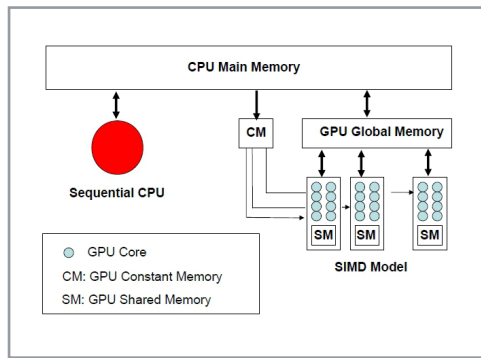 CPU Main Memory
CM
GPU Global Memory
Sequential CPU
SM
SM
SM
SIMD Model
GPU Core
CM: GPU Constant Memory
SM: GPU Shared Memory